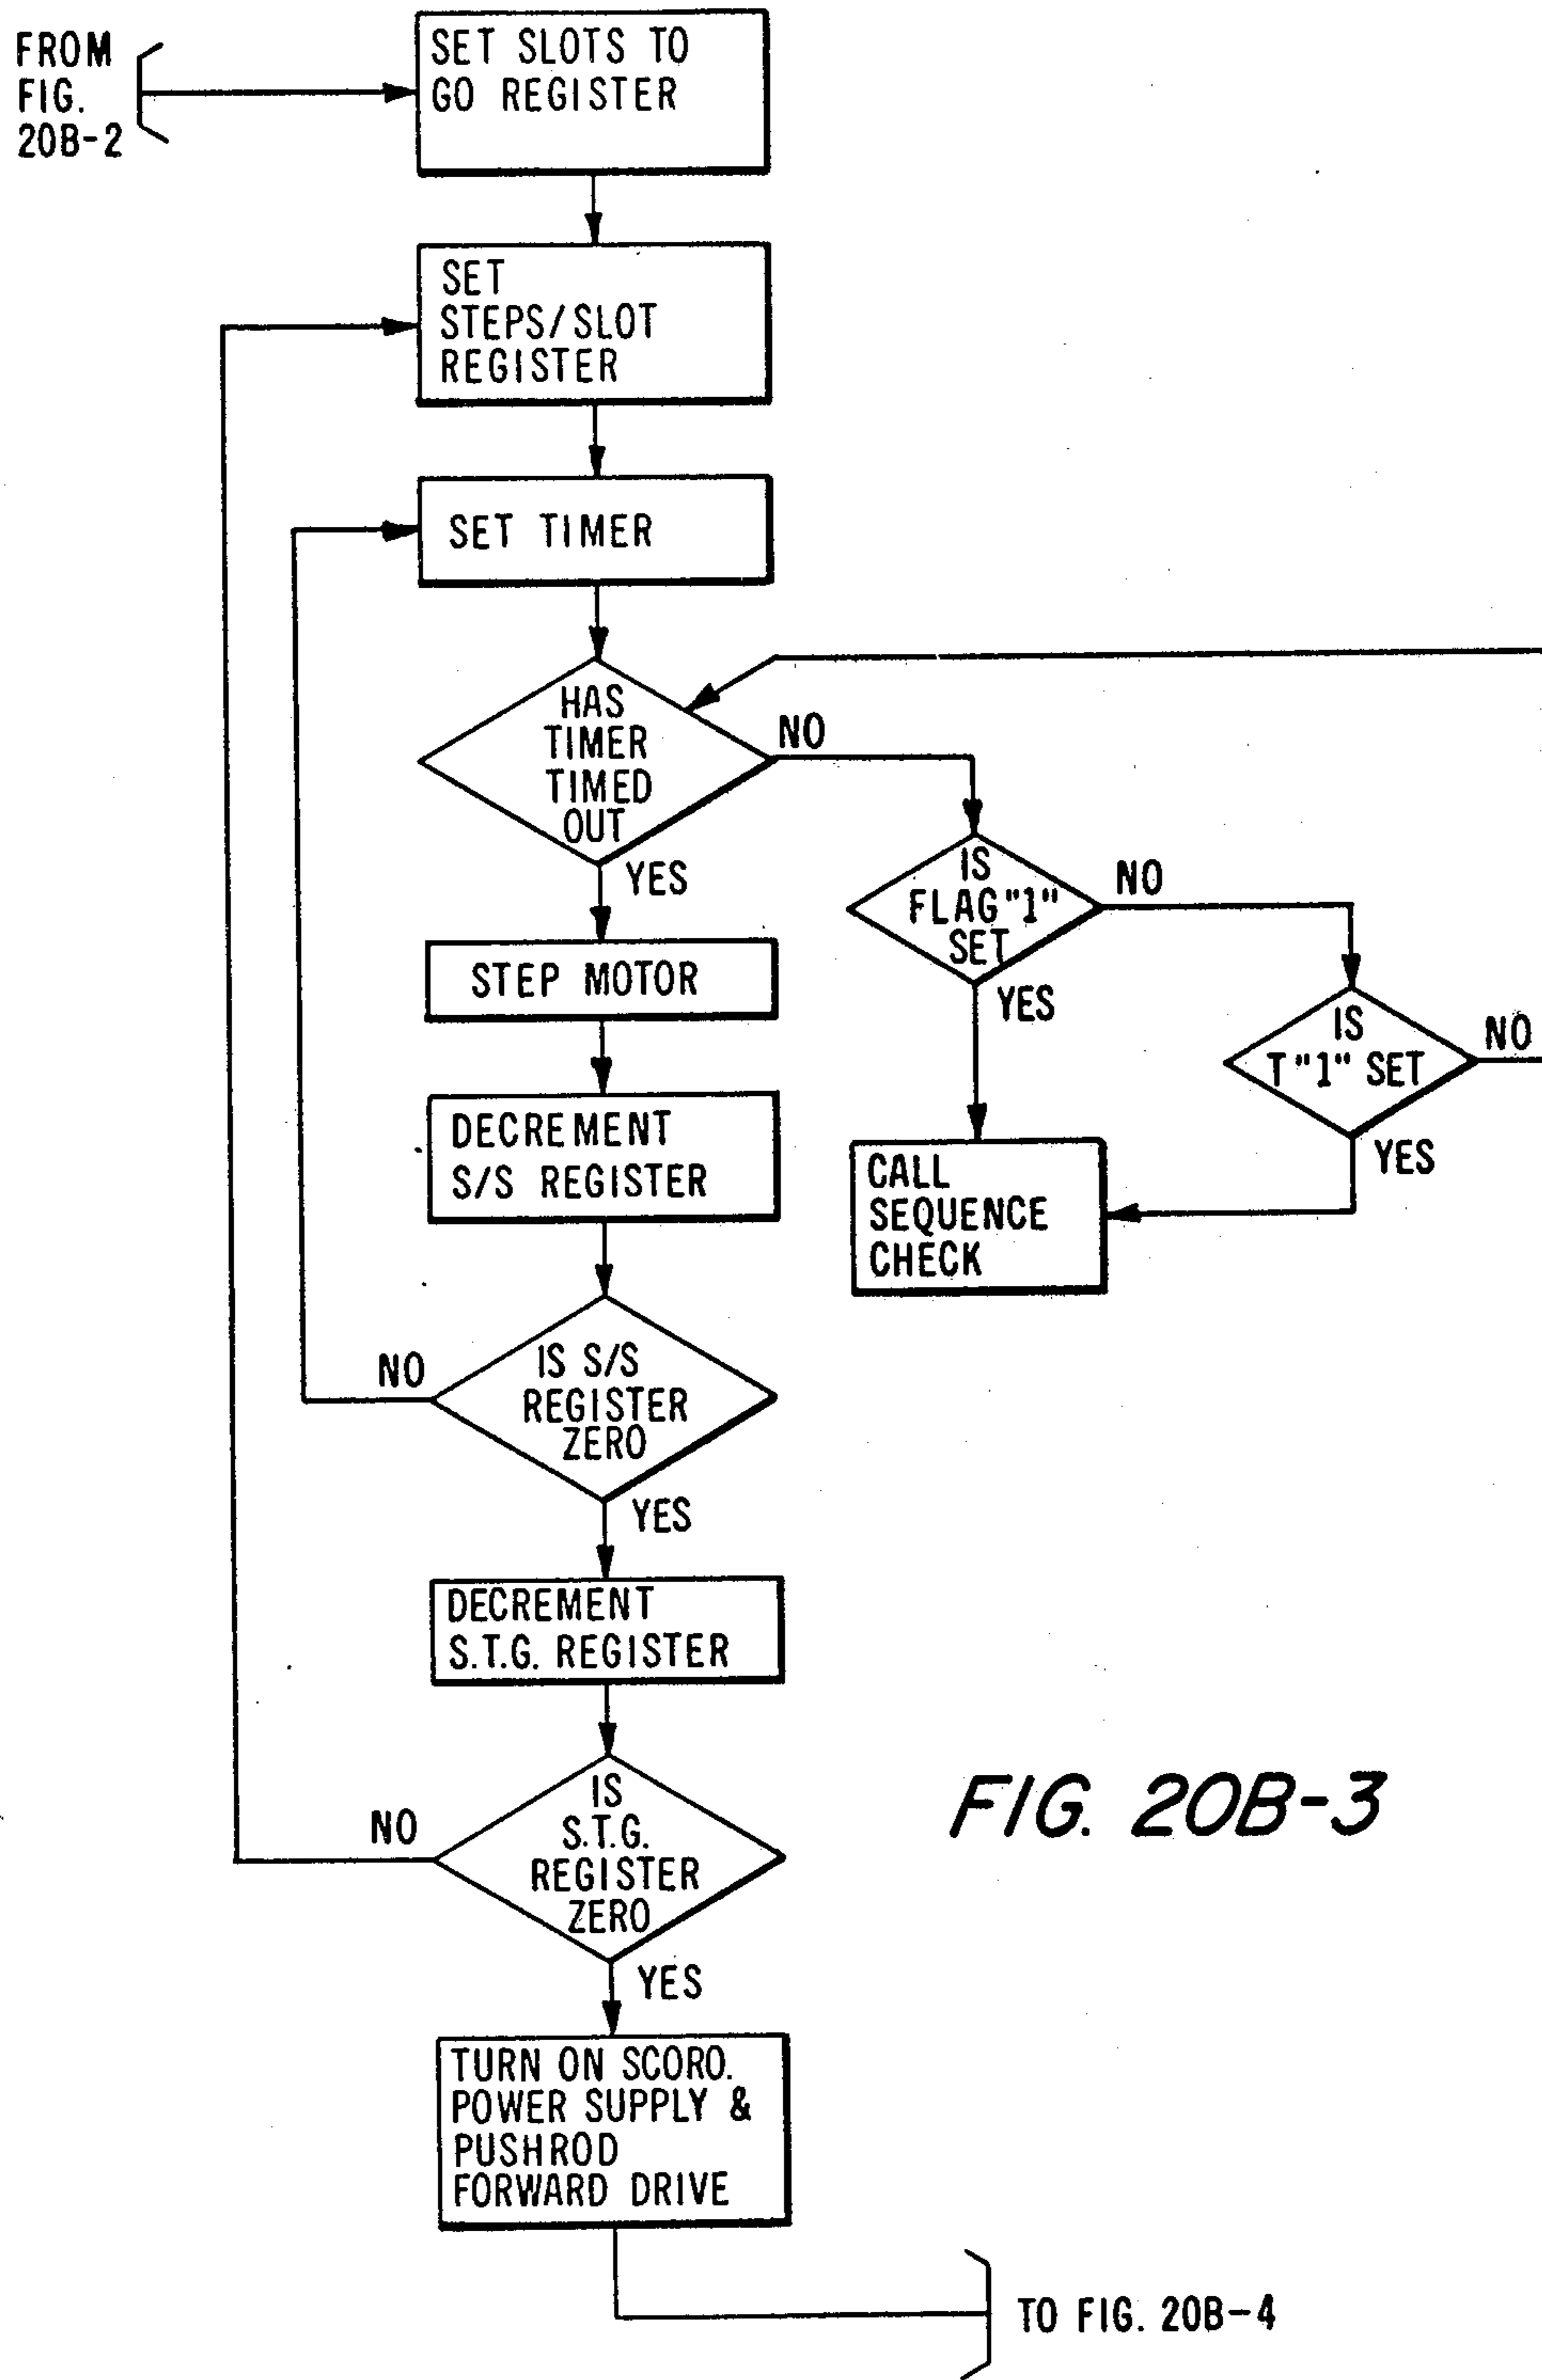 FROM
FIG.
20B-2
SET SLOTS TO
GO REGISTER
SET
STEPS/SLOT
REGISTER
SET TIMER
HAS
TIMER
TIMED
OUT
NO
YES
IS
FLAG "1"
SET
NO
YES
IS
T "1" SET
NO
YES
CALL
SEQUENCE
CHECK
STEP MOTOR
DECREMENT
S/S REGISTER
IS S/S
REGISTER
ZERO
NO
YES
DECREMENT
S.T.G. REGISTER
IS
S.T.G.
REGISTER
ZERO
NO
YES
TURN ON SCORO.
POWER SUPPLY &
PUSHROD
FORWARD DRIVE
TO FIG. 20B-4
FIG. 20B-3